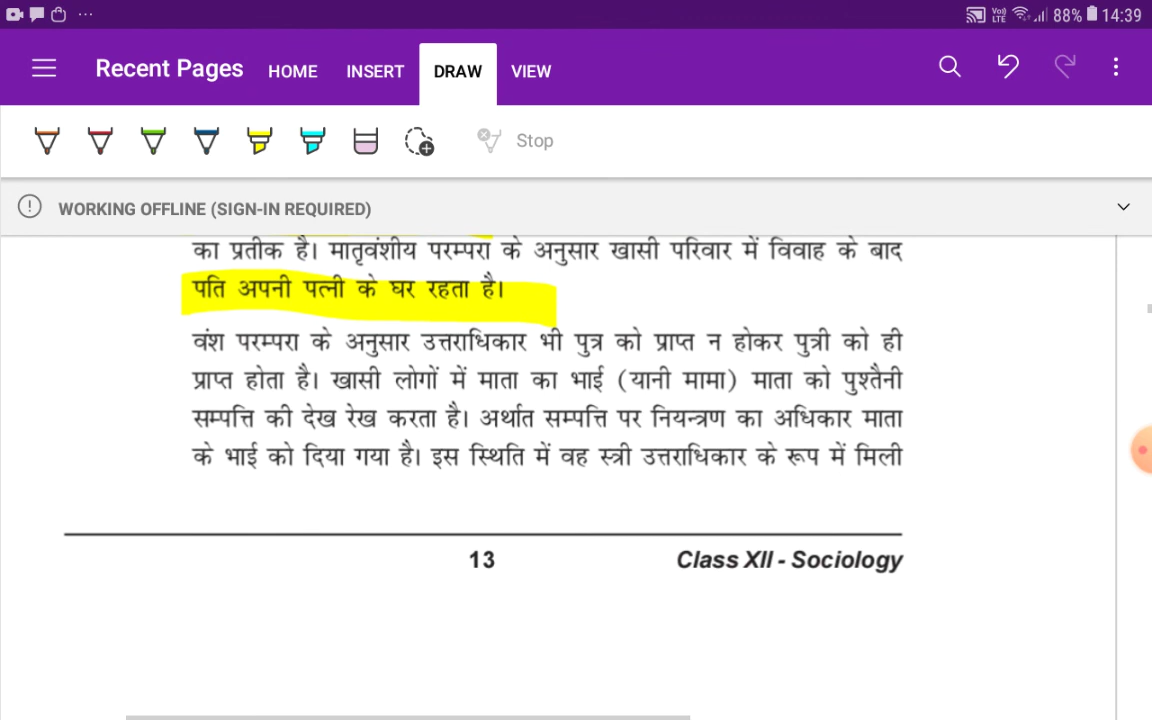 88% 14:39
Recent Pages HOME INSERT DRAW VIEW
Stop
WORKING OFFLINE (SIGN-IN REQUIRED)
का प्रतीक है। मातृवंशीय परम्परा के अनुसार खासी परिवार में विवाह के बाद
पति अपनी पत्नी के घर रहता है।
वंश परम्परा के अनुसार उत्तराधिकार भी पुत्र को प्राप्त न होकर पुत्री को ही
प्राप्त होता है। खासी लोगों में माता का भाई (यानी मामा) माता को पुश्तैनी
सम्पत्ति की देख रेख करता है। अर्थात सम्पत्ति पर नियन्त्रण का अधिकार माता
के भाई को दिया गया है। इस स्थिति में वह स्त्री उत्तराधिकार के रूप में मिली
13 Class XII - Sociology